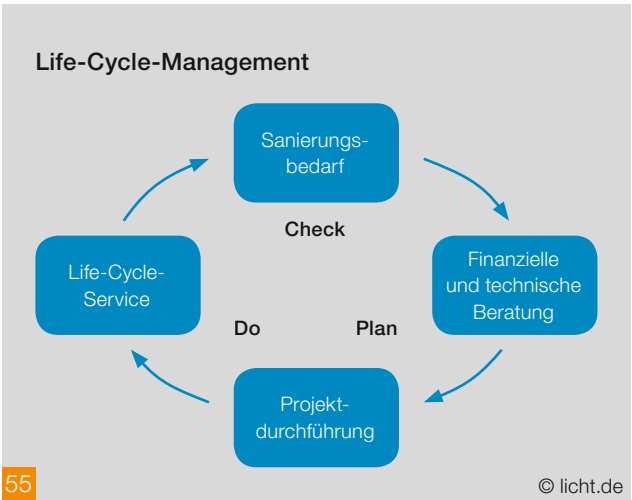 Life-Cycle-Management
Sanierungs-
bedarf
Check
Life-Cycle-
Service
Finanzielle
und technische
Beratung
Do
Plan
Projekt-
durchführung
55
© licht.de